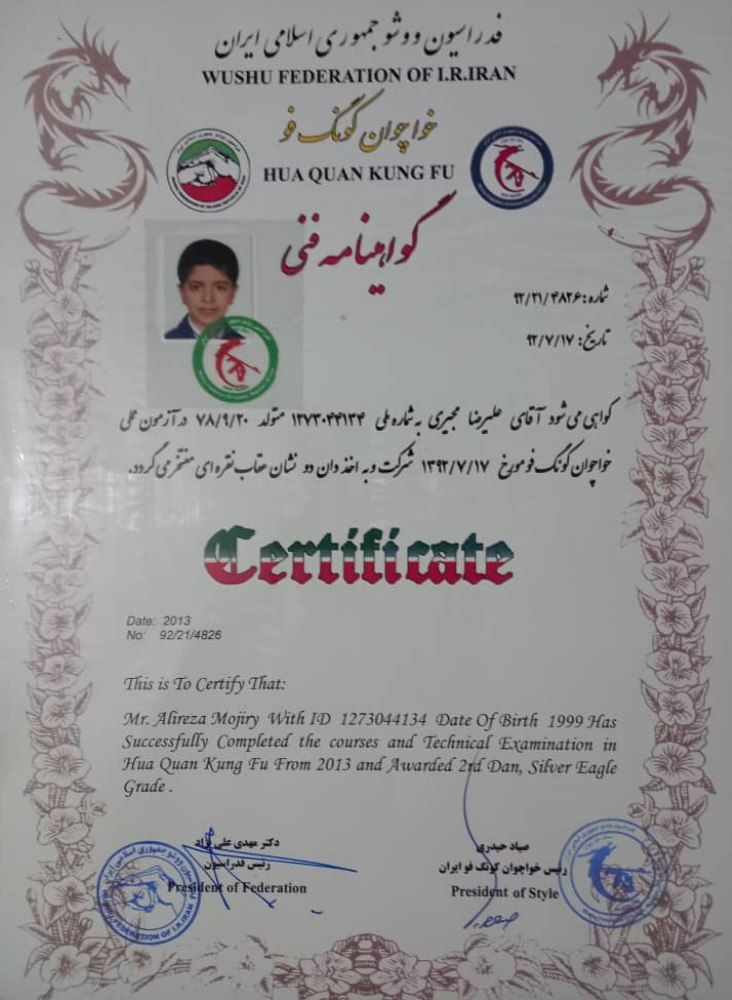 فدراسیون ووشو جمهوری اسلامی ایران
WUSHU FEDERATION OF I.R.IRAN
خواچوان کونگ فو
HUA QUAN KUNG FU
گواهینامه فنی
شماره: ۹۲/۲۱/۴۸۲۶
تاریخ: ۹۲/۷/۱۷
گواهی می شود آقای علیرضا مجیری به شماره ملی ۱۲۷۳۰۴۴۱۳۴ متولد ۷۸/۹/۲۰ در آزمون عملی
خواچوان کونگ فو مورخ ۱۳۹۲/۷/۱۷ شرکت و به اخذ دان دو نشان عقاب نقره ای مفتخر می گردد.
Certificate
Date: 2013
No: 92/21/4826
This is To Certify That:
Mr. Alireza Mojiry With ID 1273044134 Date Of Birth 1999 Has
Successfully Completed the courses and Technical Examination in
Hua Quan Kung Fu From 2013 and Awarded 2rd Dan, Silver Eagle
Grade .
دکتر مهدی علی نژاد
رئیس فدراسیون
President of Federation
صیاد حیدری
رئیس خواچوان کونگ فو ایران
President of Style